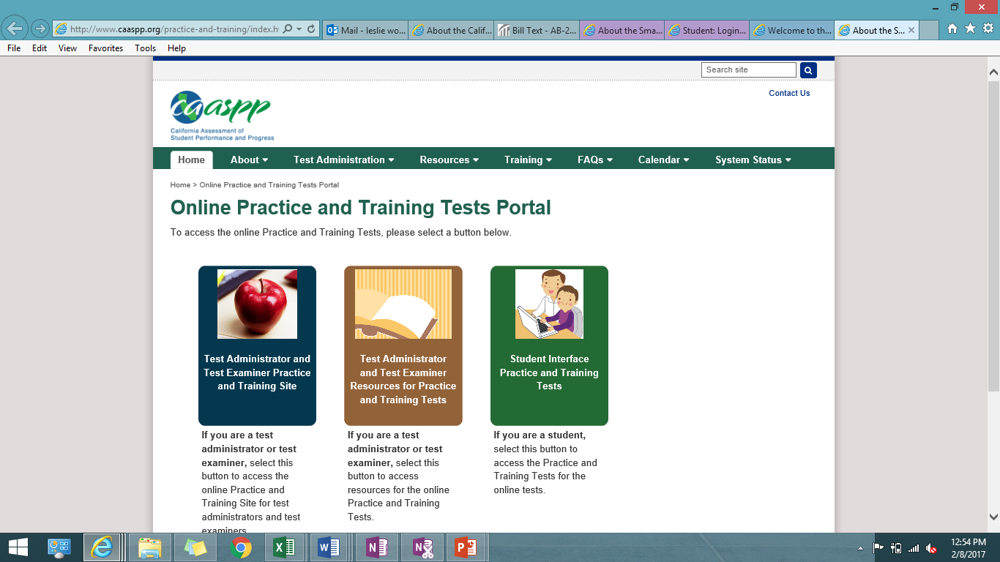 http://www.caaspp.org/practice-and-training/index.h
Mail - leslie wo...
About the Calif...
Bill Text - AB-2...
About the Sma...
Student: Login...
Welcome to th...
About the S...
File Edit View Favorites Tools Help
Search site
Contact Us
caaspp
California Assessment of
Student Performance and Progress
Home About Test Administration Resources Training FAQs Calendar System Status
Home > Online Practice and Training Tests Portal
Online Practice and Training Tests Portal
To access the online Practice and Training Tests, please select a button below.
Test Administrator and
Test Examiner Practice
and Training Site
If you are a test
administrator or test
examiner, select this
button to access the
online Practice and
Training Site for test
administrators and test
examiners
Test Administrator
and Test Examiner
Resources for Practice
and Training Tests
If you are a test
administrator or test
examiner, select this
button to access
resources for the online
Practice and Training
Tests.
Student Interface
Practice and Training
Tests
If you are a student,
select this button to
access the Practice and
Training Tests for the
online tests.
12:54 PM
2/8/2017